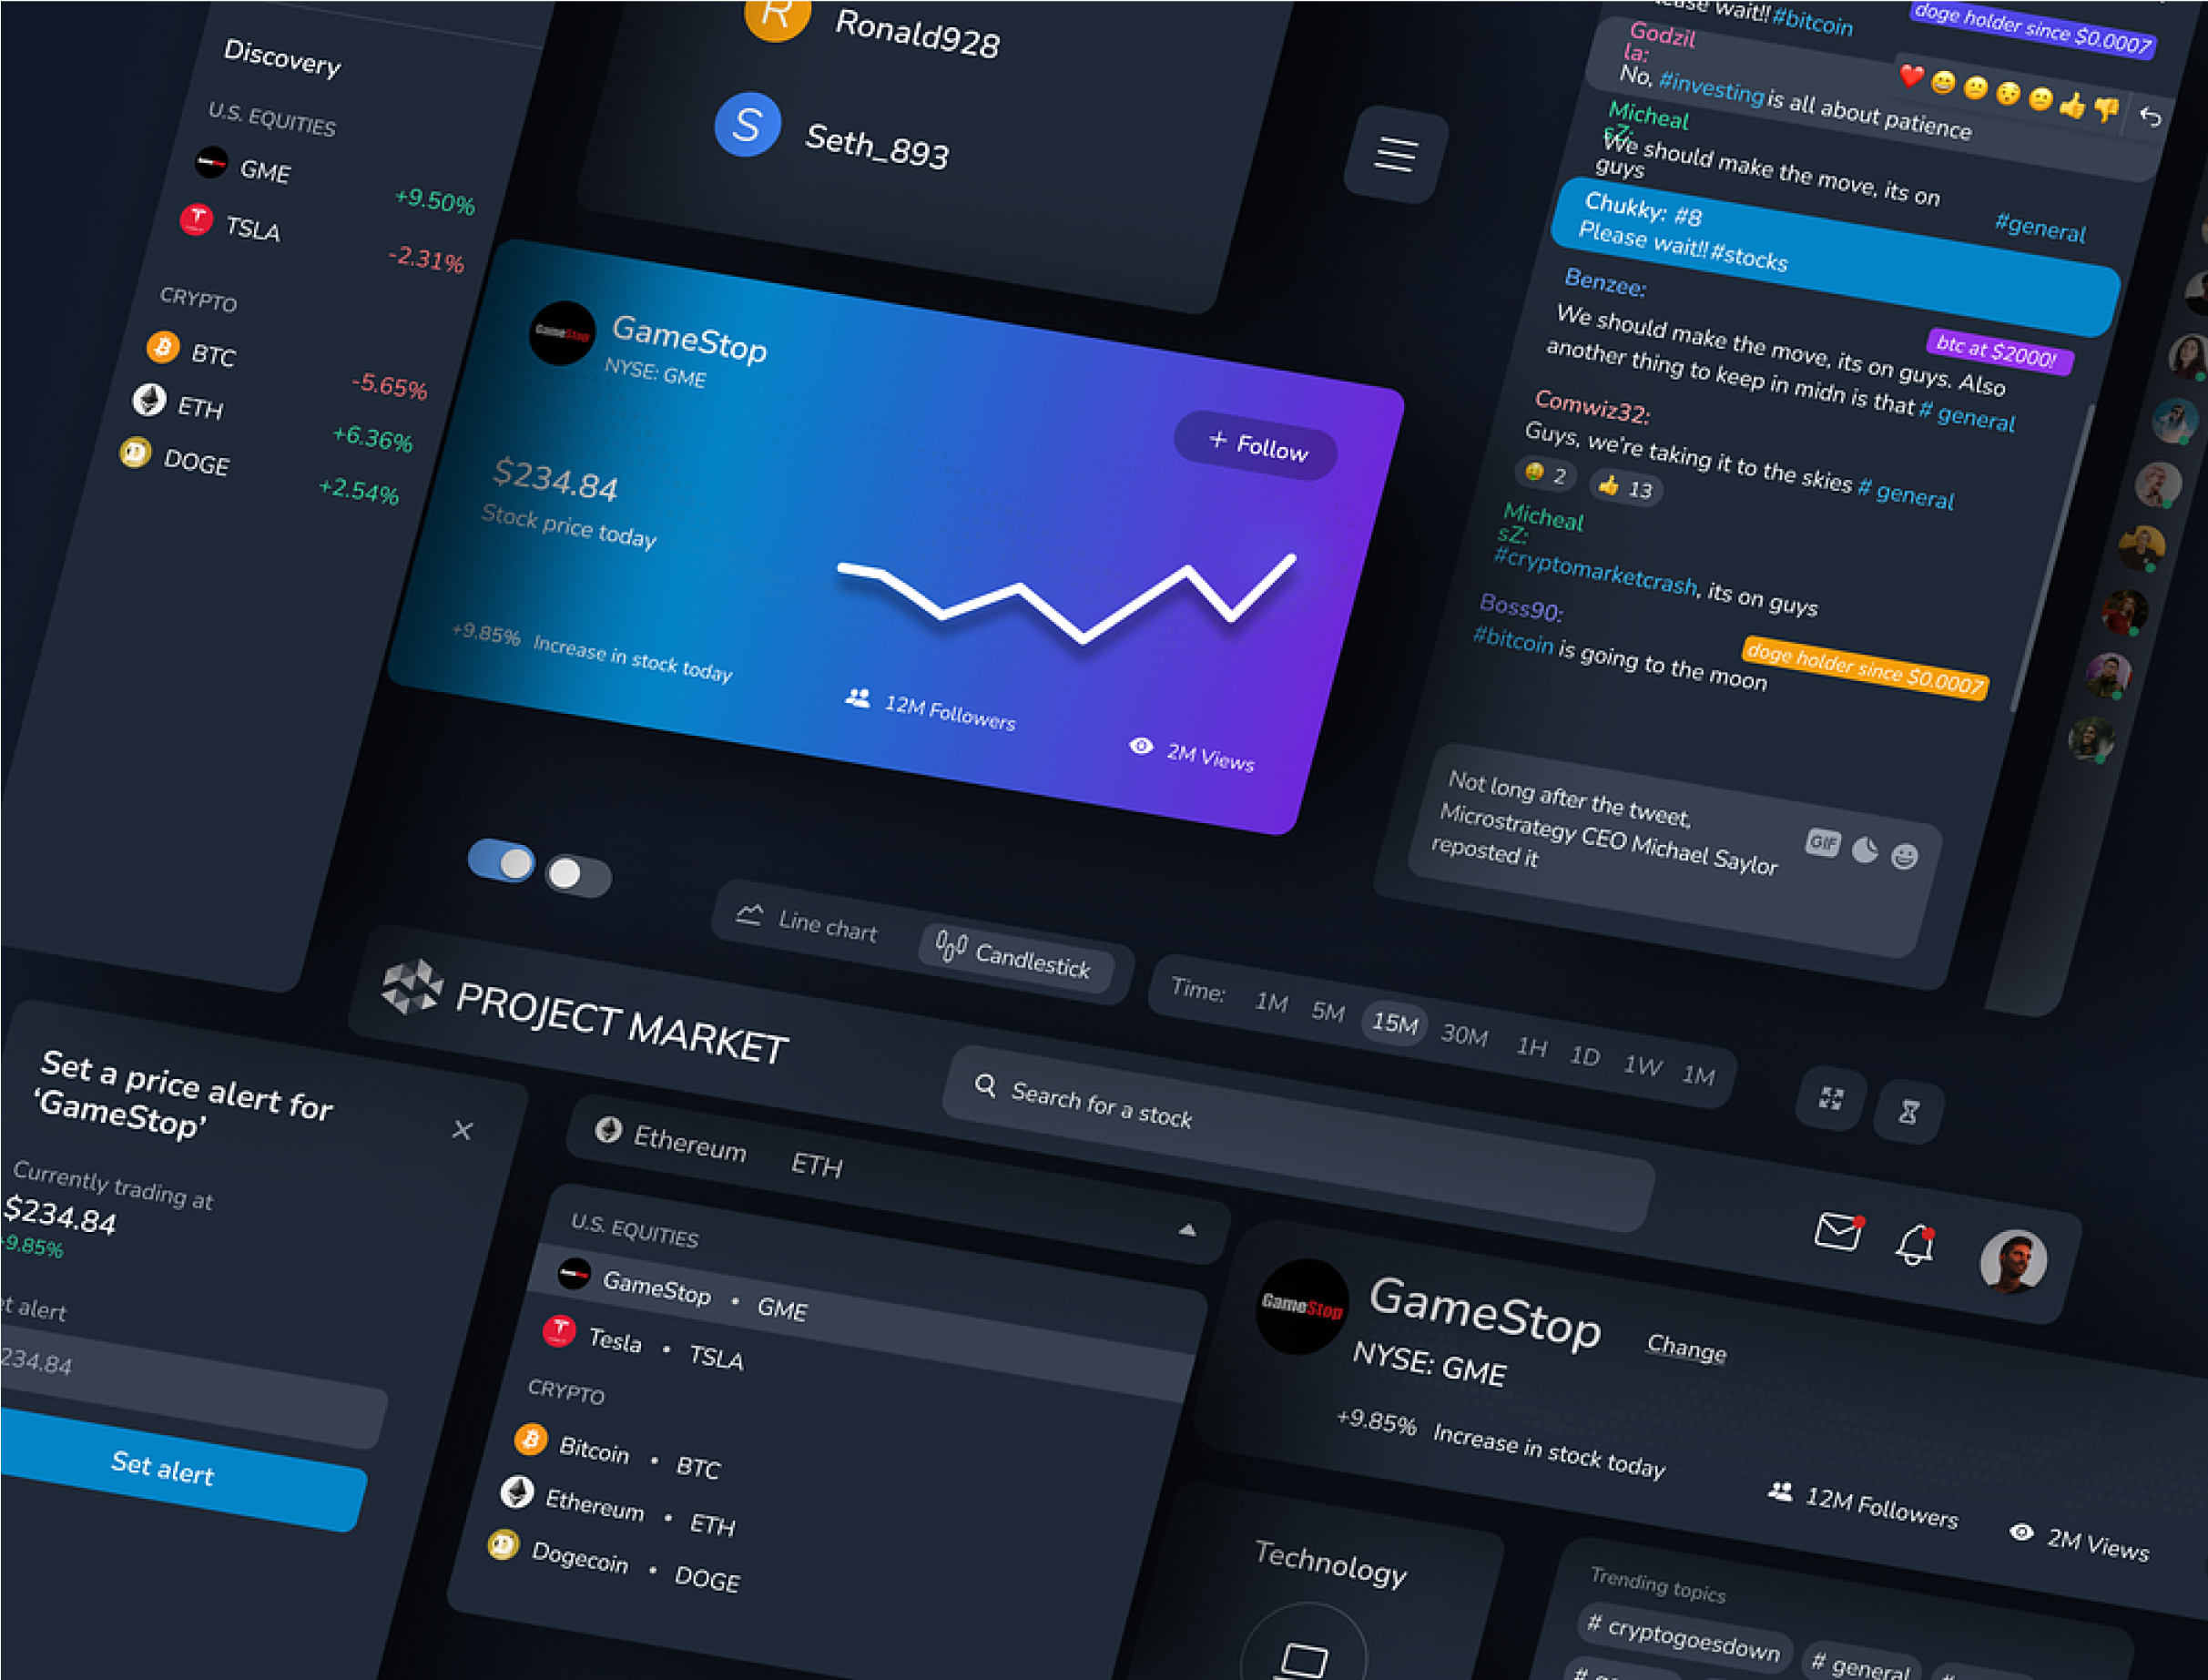 Discovery
U.S. EQUITIES
GME
+9.50%
TSLA
-2.31%
CRYPTO
BTC
-5.65%
ETH
+6.36%
DOGE
+2.54%
R
Ronald928
S
Seth_893
GameStop
GameStop
NYSE: GME
+ Follow
$234.84
Stock price today
+9.85% Increase in stock today
12M Followers
2M Views
wait!! #bitcoin
doge holder since $0.0007
Godzil
la:
No, #investing is all about patience
Micheal
sZ:
We should make the move, its on
guys
#general
Chukky: #8
Please wait!! #stocks
Benzee:
btc at $2000!
We should make the move, its on guys. Also
another thing to keep in midn is that # general
Comwiz32:
Guys, we're taking it to the skies # general
2
13
Micheal
sZ:
#cryptomarketcrash, its on guys
Boss90:
doge holder since $0.0007
#bitcoin is going to the moon
Not long after the tweet,
Microstrategy CEO Michael Saylor
reposted it
GIF
Line chart
Candlestick
Time: 1M 5M 15M 30M 1H 1D 1W 1M
PROJECT MARKET
Search for a stock
Set a price alert for
‘GameStop’
Currently trading at
$234.84
+9.85%
alert
234.84
Set alert
Ethereum ETH
U.S. EQUITIES
GameStop • GME
Tesla • TSLA
CRYPTO
Bitcoin • BTC
Ethereum • ETH
Dogecoin • DOGE
GameStop
GameStop
Change
NYSE: GME
+9.85% Increase in stock today
12M Followers
2M Views
Technology
Trending topics
# cryptogoesdown
# general
#